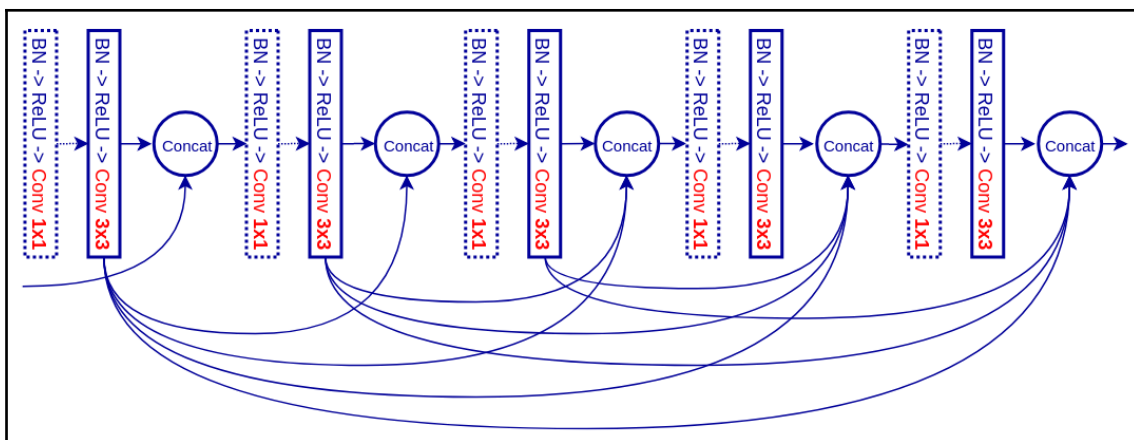 BN -> ReLU -> Conv 1x1
BN -> ReLU -> Conv 3x3
Concat
BN -> ReLU -> Conv 1x1
BN -> ReLU -> Conv 3x3
Concat
BN -> ReLU -> Conv 1x1
BN -> ReLU -> Conv 3x3
Concat
BN -> ReLU -> Conv 1x1
BN -> ReLU -> Conv 3x3
Concat
BN -> ReLU -> Conv 1x1
BN -> ReLU -> Conv 3x3
Concat